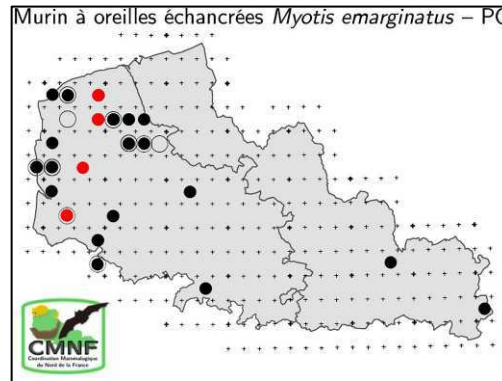 Murin à oreilles échancrées Myotis emarginatus – PC
CMNF
Coordination Mammalogique
du Nord de la France